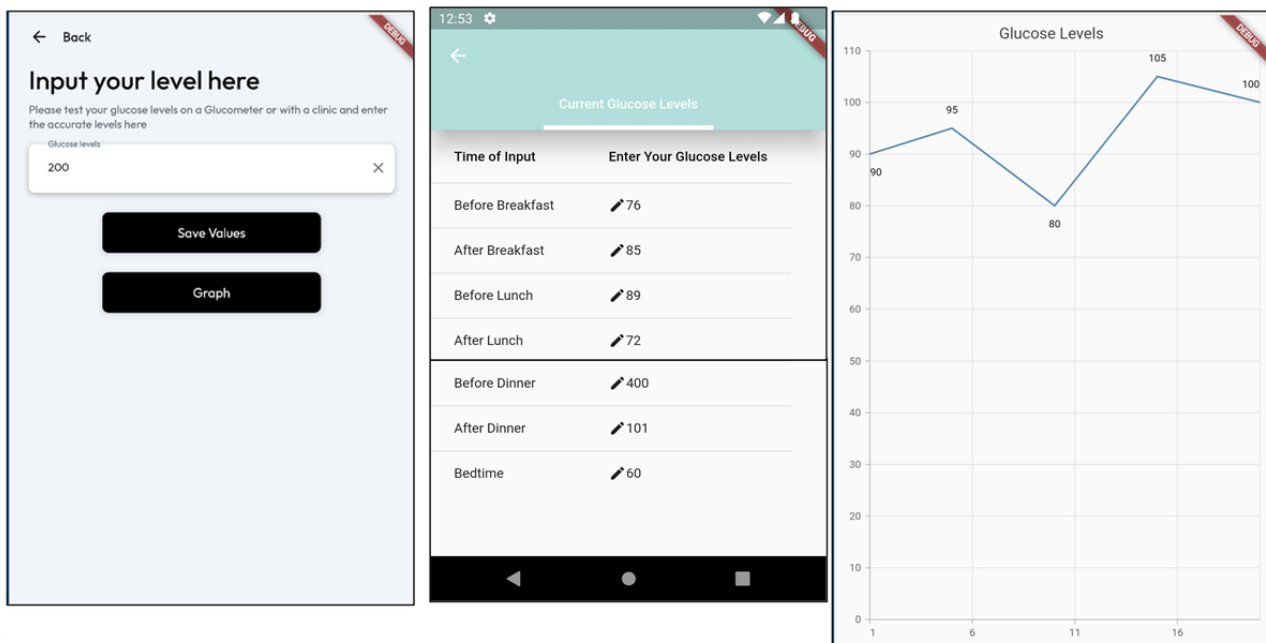 Back
DEBUG
Input your level here
Please test your glucose levels on a Glucometer or with a clinic and enter
the accurate levels here
Glucose levels
200
Save Values
Graph
12:53
DEBUG
Current Glucose Levels
Time of Input Enter Your Glucose Levels
Before Breakfast 76
After Breakfast 85
Before Lunch 89
After Lunch 72
Before Dinner 400
After Dinner 101
Bedtime 60
DEBUG
Glucose Levels
110
105
100
100
95
90
90
80
80
70
60
50
40
30
20
10
0
1 6 11 16